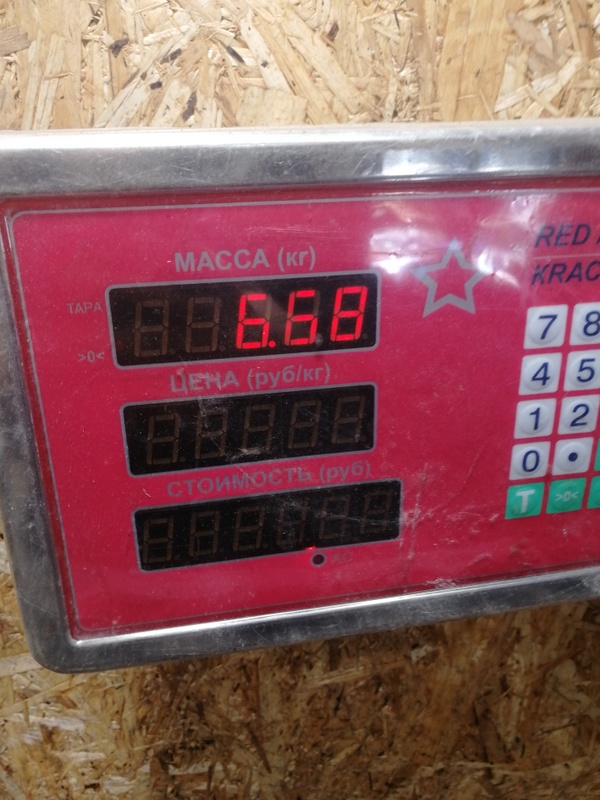 RED
КРАС
МАССА (кг)
ТАРА
6.68
>0<
ЦЕНА (руб/кг)
СТОИМОСТЬ (руб)
7 8
4 5
1 2
0 •
T >0<